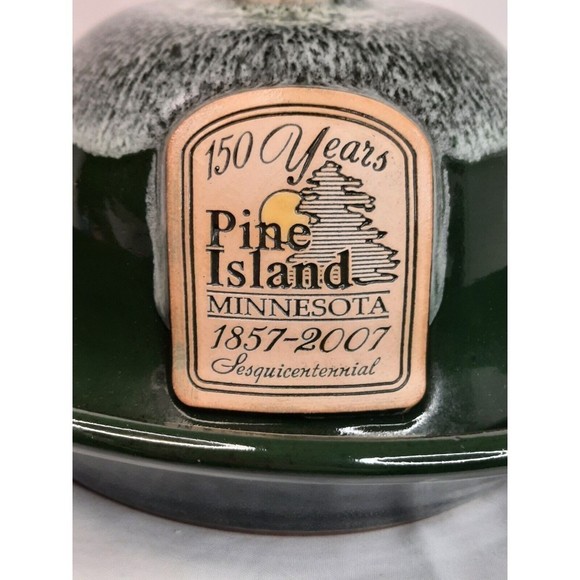 150 Years
Pine
Island
MINNESOTA
1857-2007
Sesquicentennial